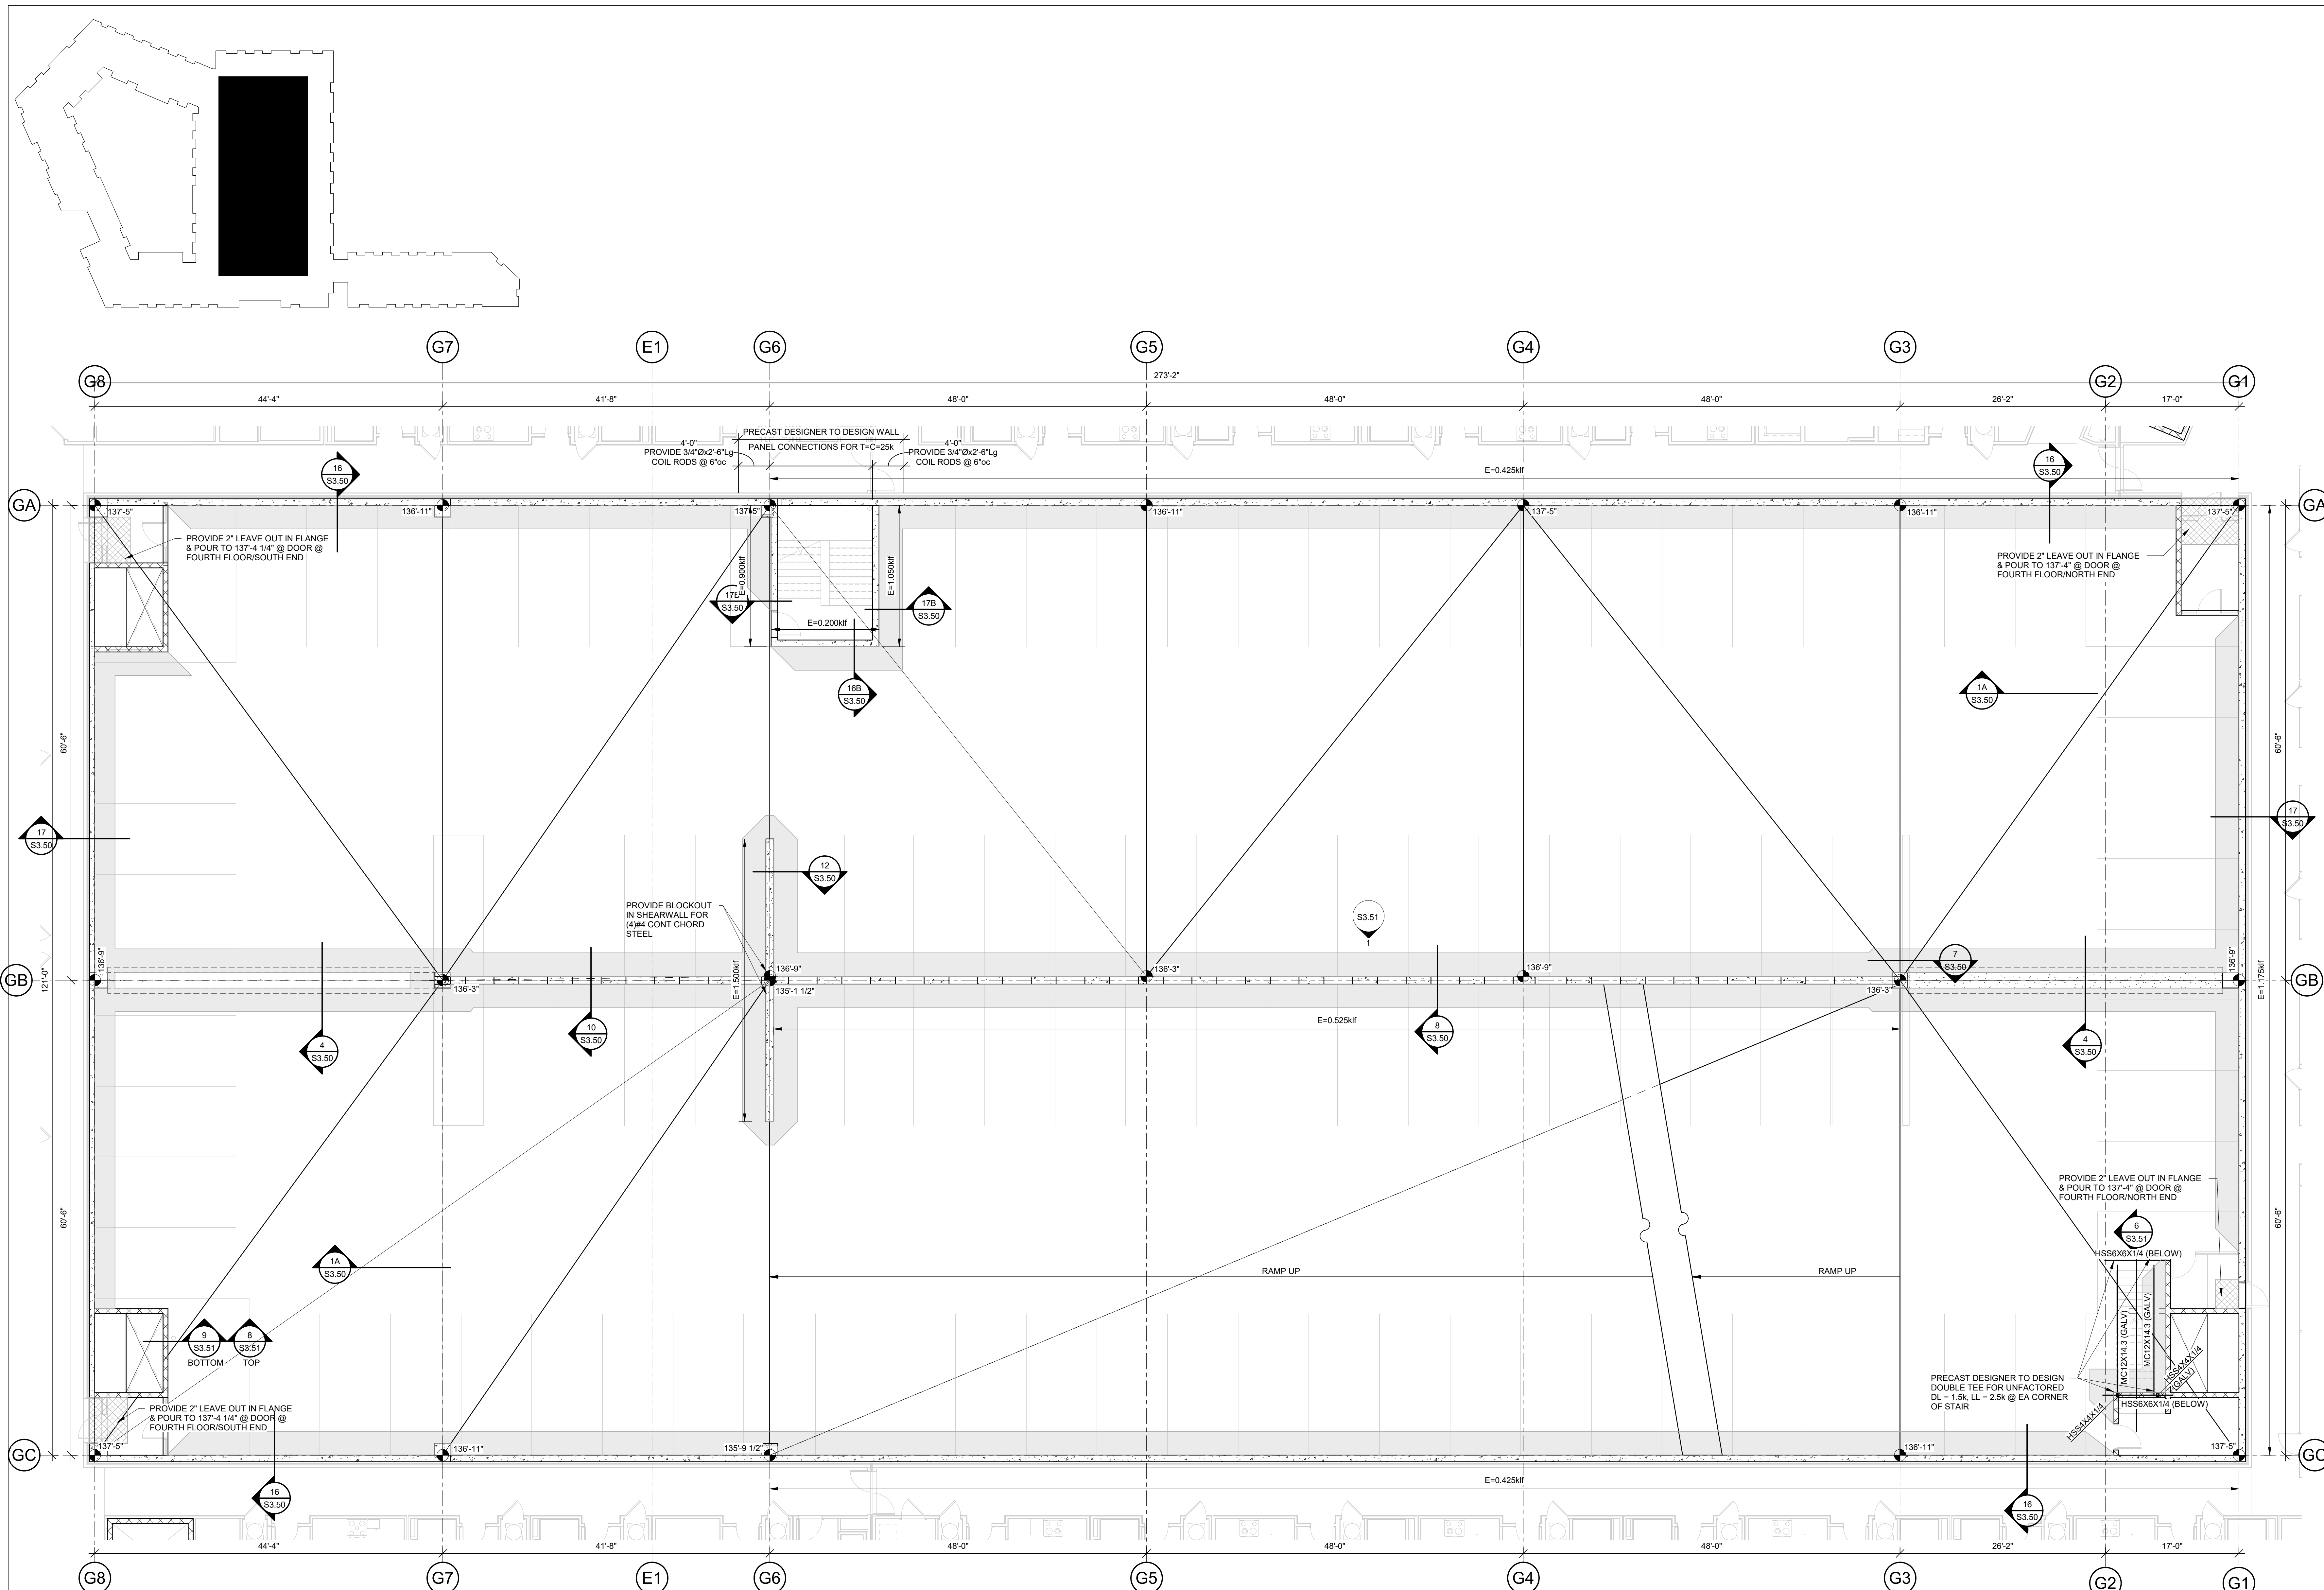 G7
E1
G6
G5
G4
G3
G8
273'-2"
G2
G1
44'-4"
41'-8"
48'-0"
48'-0"
48'-0"
26'-2"
17'-0"
PRECAST DESIGNER TO DESIGN WALL
PANEL CONNECTIONS FOR T=C=25k
4'-0"
PROVIDE 3/4"Øx2'-6"Lg
COIL RODS @ 6"oc
4'-0"
PROVIDE 3/4"Øx2'-6"Lg
COIL RODS @ 6"oc
16
S3.50
E=0.425klf
16
S3.50
GA
137'-5"
136'-11"
137'-5"
136'-11"
137'-5"
136'-11"
137'-5"
GA
PROVIDE 2" LEAVE OUT IN FLANGE
& POUR TO 137'-4 1/4" @ DOOR @
FOURTH FLOOR/SOUTH END
PROVIDE 2" LEAVE OUT IN FLANGE
& POUR TO 137'-4" @ DOOR @
FOURTH FLOOR/NORTH END
E=0.900klf
E=1.050klf
17B
S3.50
17B
S3.50
E=0.200klf
16B
S3.50
1A
S3.50
60'-6"
60'-6"
17
S3.50
17
S3.50
12
S3.50
PROVIDE BLOCKOUT
IN SHEARWALL FOR
(4)#4 CONT CHORD
STEEL
S3.51
1
7
S3.50
GB
121'-0"
136'-9"
136'-3"
136'-9"
135'-1 1/2"
136'-3"
136'-9"
136'-3"
136'-9"
GB
E=1.500klf
E=1.175klf
E=0.525klf
4
S3.50
10
S3.50
8
S3.50
4
S3.50
60'-6"
60'-6"
PROVIDE 2" LEAVE OUT IN FLANGE
& POUR TO 137'-4" @ DOOR @
FOURTH FLOOR/NORTH END
6
S3.51
HSS6X6X1/4 (BELOW)
1A
S3.50
RAMP UP
RAMP UP
MC12X14.3 (GALV)
MC12X14.3 (GALV)
HSS4X4X1/4
(GALV)
9
S3.51
BOTTOM
8
S3.51
TOP
PRECAST DESIGNER TO DESIGN
DOUBLE TEE FOR UNFACTORED
DL = 1.5k, LL = 2.5k @ EA CORNER
OF STAIR
HSS6X6X1/4 (BELOW)
HSS4X4X1/4
PROVIDE 2" LEAVE OUT IN FLANGE
& POUR TO 137'-4 1/4" @ DOOR @
FOURTH FLOOR/SOUTH END
GC
137'-5"
136'-11"
135'-9 1/2"
136'-11"
137'-5"
GC
E=0.425klf
16
S3.50
16
S3.50
44'-4"
41'-8"
48'-0"
48'-0"
48'-0"
26'-2"
17'-0"
G8
G7
E1
G6
G5
G4
G3
G2
G1